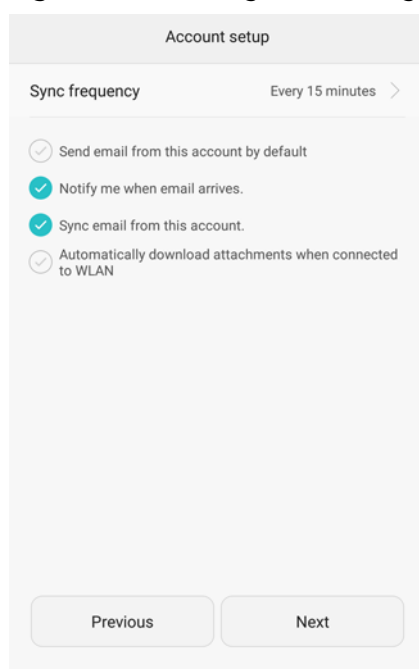 Account setup
Sync frequency Every 15 minutes
Send email from this account by default
Notify me when email arrives.
Sync email from this account.
Automatically download attachments when connected
to WLAN
Previous Next